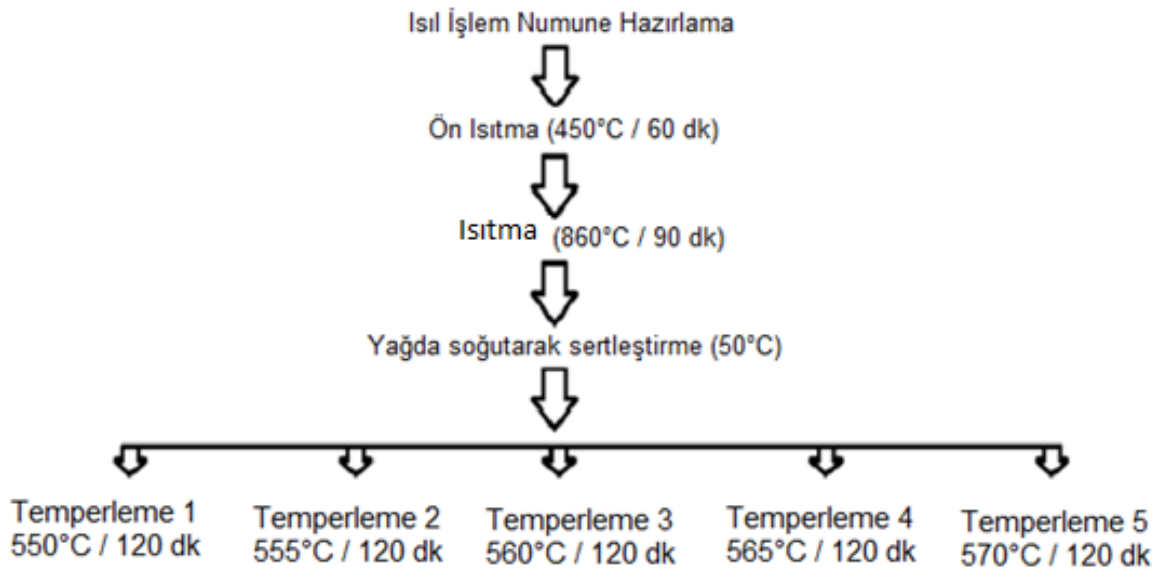 Isıl İşlem Numune Hazırlama
Ön Isıtma (450°C / 60 dk)
Isıtma (860°C / 90 dk)
Yağda soğutarak sertleştirme (50°C)
Temperleme 1
550°C / 120 dk
Temperleme 2
555°C / 120 dk
Temperleme 3
560°C / 120 dk
Temperleme 4
565°C / 120 dk
Temperleme 5
570°C / 120 dk